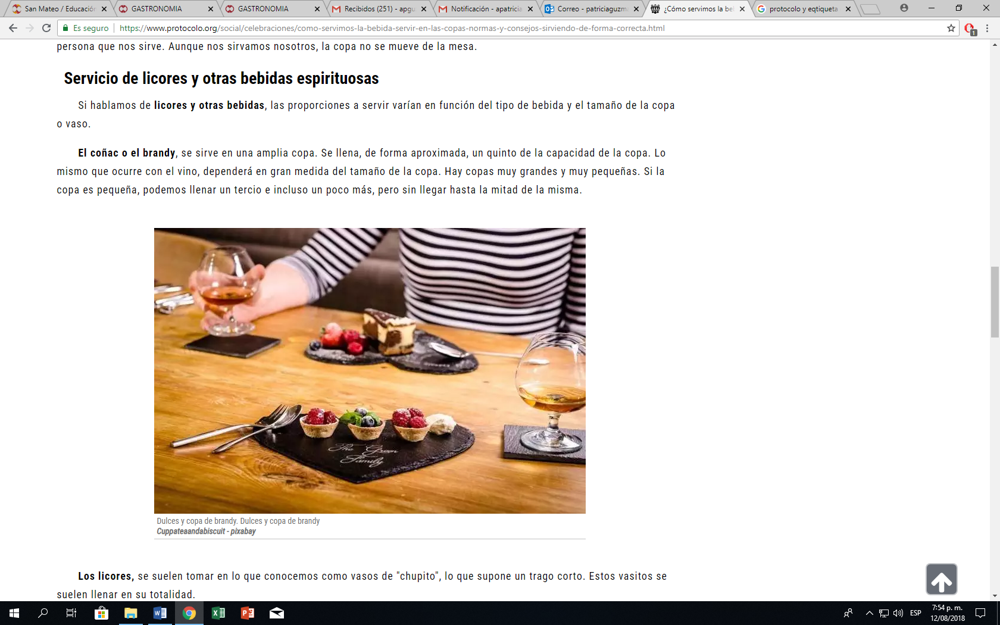 San Mateo / Educación
GASTRONOMIA
GASTRONOMIA
Recibidos (251) - apgu
Notificación - apatricia
Correo - patriciaguzm
¿Cómo servimos la be
protocolo y eqtiqueta
Es seguro
https://www.protocolo.org/social/celebraciones/como-servimos-la-bebida-servir-en-las-copas-normas-y-consejos-sirviendo-de-forma-correcta.html
1
persona que nos sirve. Aunque nos sirvamos nosotros, la copa no se mueve de la mesa.
Servicio de licores y otras bebidas espirituosas
Si hablamos de licores y otras bebidas, las proporciones a servir varían en función del tipo de bebida y el tamaño de la copa
o vaso.
El coñac o el brandy, se sirve en una amplia copa. Se llena, de forma aproximada, un quinto de la capacidad de la copa. Lo
mismo que ocurre con el vino, dependerá en gran medida del tamaño de la copa. Hay copas muy grandes y muy pequeñas. Si la
copa es pequeña, podemos llenar un tercio e incluso un poco más, pero sin llegar hasta la mitad de la misma.
The Green
Family
Dulces y copa de brandy. Dulces y copa de brandy
Cuppateaandabiscuit - pixabay
Los licores, se suelen tomar en lo que conocemos como vasos de "chupito", lo que supone un trago corto. Estos vasitos se
suelen llenar en su totalidad.
ESP
7:54 p. m.
12/08/2018